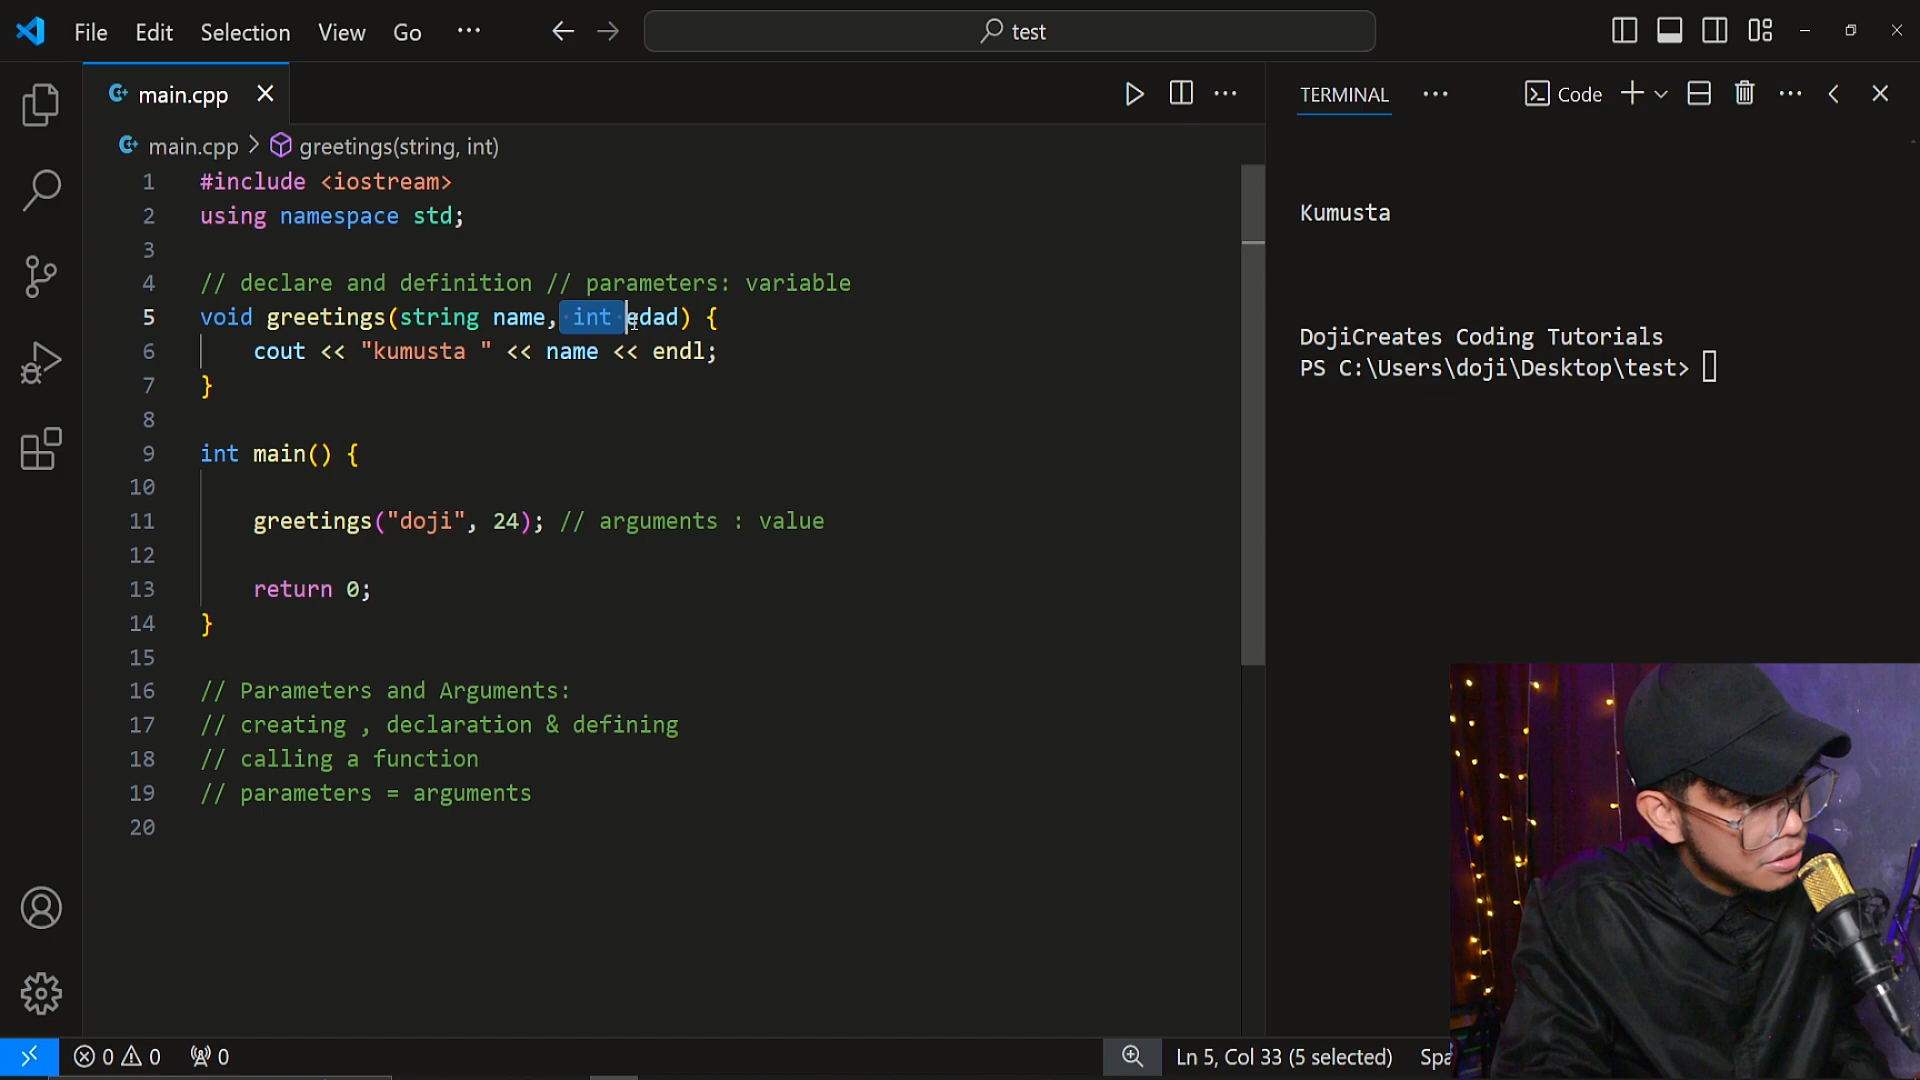 File Edit Selection View Go ··· test
main.cpp
TERMINAL ··· Code
main.cpp > greetings(string, int)
1 #include <iostream>
2 using namespace std;
3
4 // declare and definition // parameters: variable
5 void greetings(string name, int edad) {
6 cout << "kumusta " << name << endl;
7 }
8
9 int main() {
10
11 greetings("doji", 24); // arguments : value
12
13 return 0;
14 }
15
16 // Parameters and Arguments:
17 // creating , declaration & defining
18 // calling a function
19 // parameters = arguments
20
Kumusta
DojiCreates Coding Tutorials
PS C:\Users\doji\Desktop\test>
0 0 0
Ln 5, Col 33 (5 selected) Spa